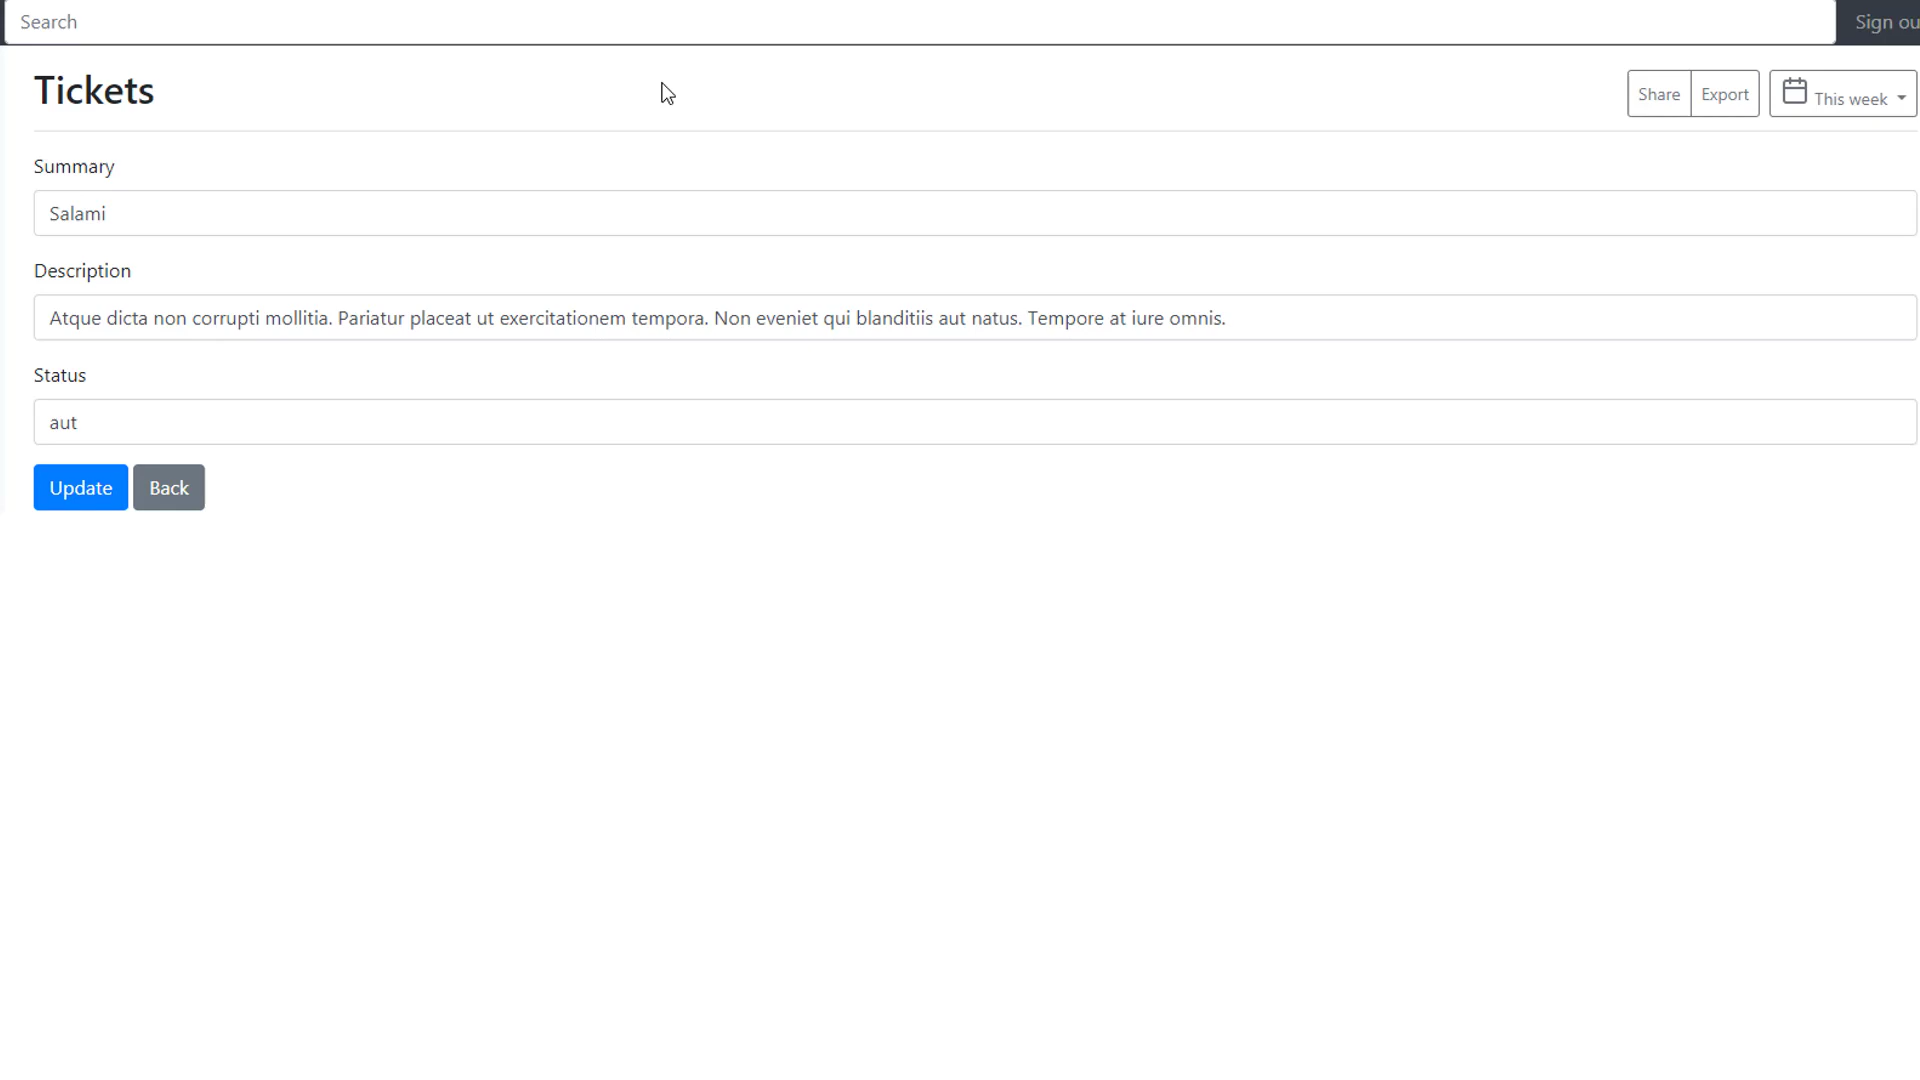 Search
Sign ou
Tickets
Share
Export
This week
Summary
Salami
Description
Atque dicta non corrupti mollitia. Pariatur placeat ut exercitationem tempora. Non eveniet qui blanditiis aut natus. Tempore at iure omnis.
Status
aut
Update
Back